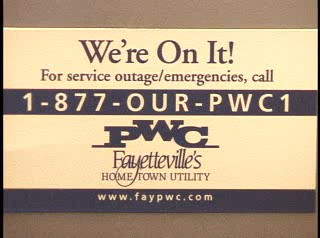 We're On It!
For service outage/emergencies, call
1-877-OUR-PWC1
PWC
Fayetteville's
HOME TOWN UTILITY
www.faypwc.com